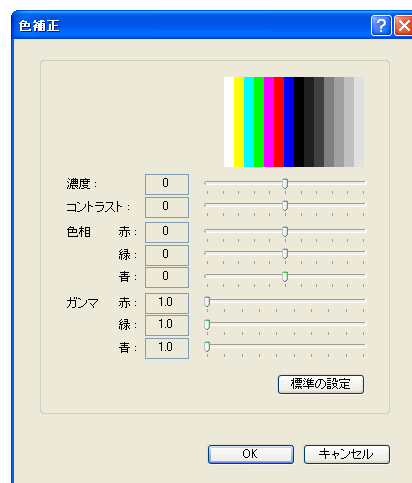 色補正
濃度： 0
コントラスト： 0
色相 赤： 0
緑： 0
青： 0
ガンマ 赤： 1.0
緑： 1.0
青： 1.0
標準の設定
OK キャンセル